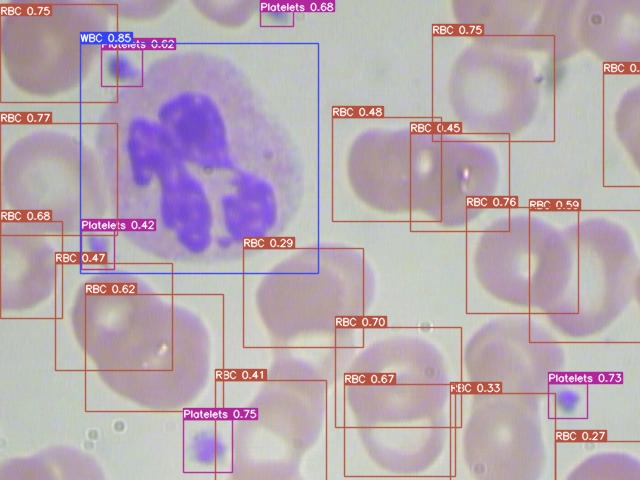 Platelets 0.68
RBC 0.75
RBC 0.75
WBC 0.85
Platelets 0.62
RBC 0.
RBC 0.48
RBC 0.77
RBC 0.45
RBC 0.76
RBC 0.59
RBC 0.68
Platelets 0.42
RBC 0.29
RBC 0.47
RBC 0.62
RBC 0.70
RBC 0.41
RBC 0.67
Platelets 0.73
RBC 0.33
Platelets 0.75
RBC 0.27